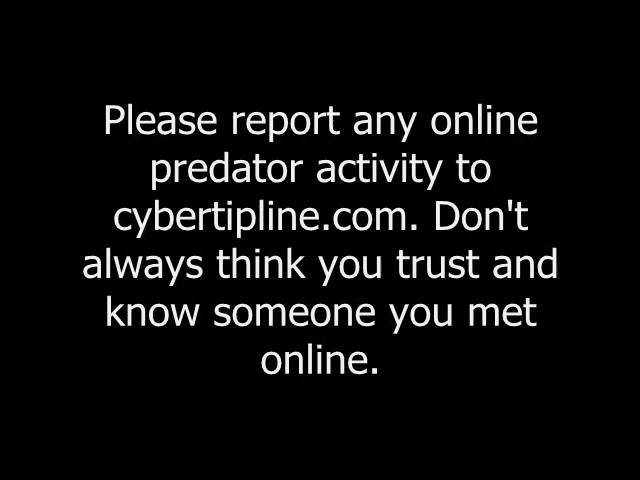 Please report any online
predator activity to
cybertipline.com. Don't
always think you trust and
know someone you met
online.